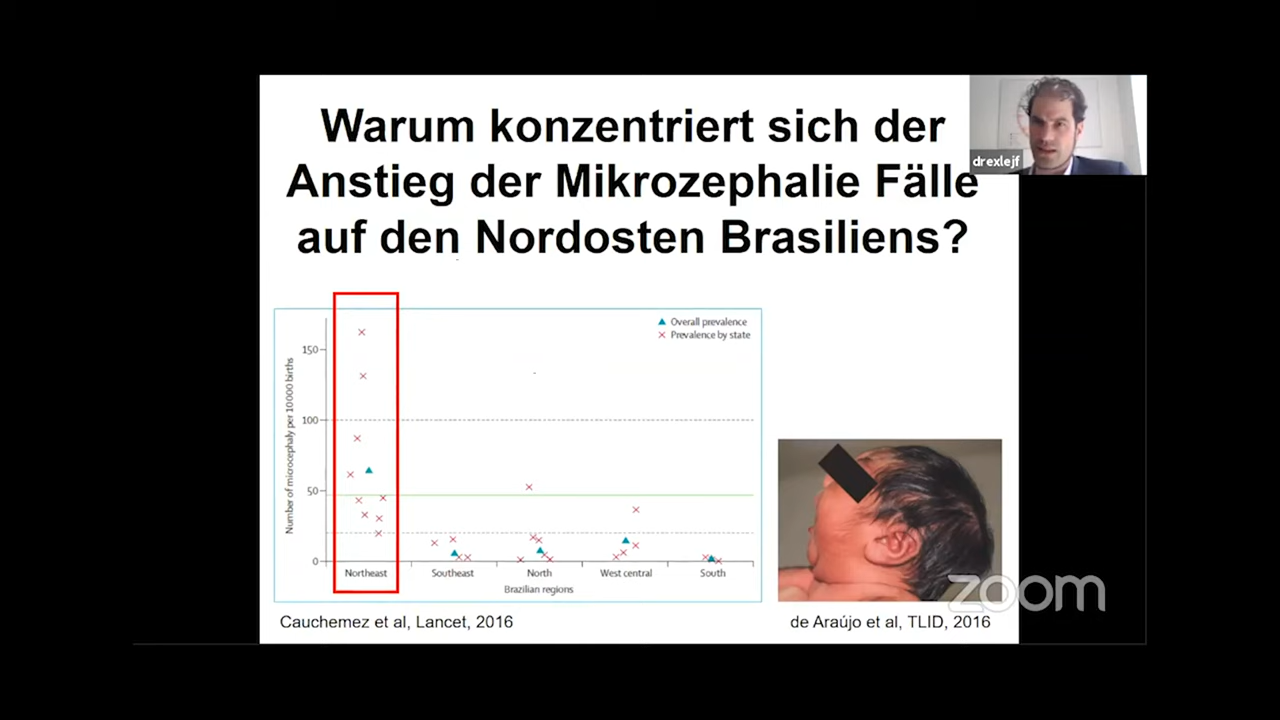 Warum konzentriert sich der
Anstieg der Mikrozephalie Fälle
auf den Nordosten Brasiliens?
drexlejf
Overall prevalence
Prevalence by state
Number of microcephaly per 10 000 births
150
100
50
0
Northeast
Southeast
North
West central
South
Brazilian regions
Cauchemez et al, Lancet, 2016
de Araújo et al, TLID, 2016
zoom